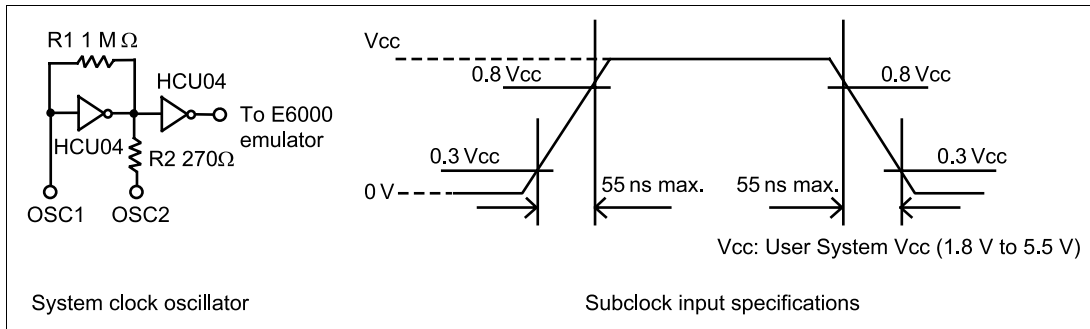 R1 1 M Ω
HCU04
To E6000
emulator
HCU04
R2 270Ω
OSC1
OSC2
System clock oscillator
Vcc
0.8 Vcc
0.8 Vcc
0.3 Vcc
0.3 Vcc
0 V
55 ns max.
55 ns max.
Vcc: User System Vcc (1.8 V to 5.5 V)
Subclock input specifications